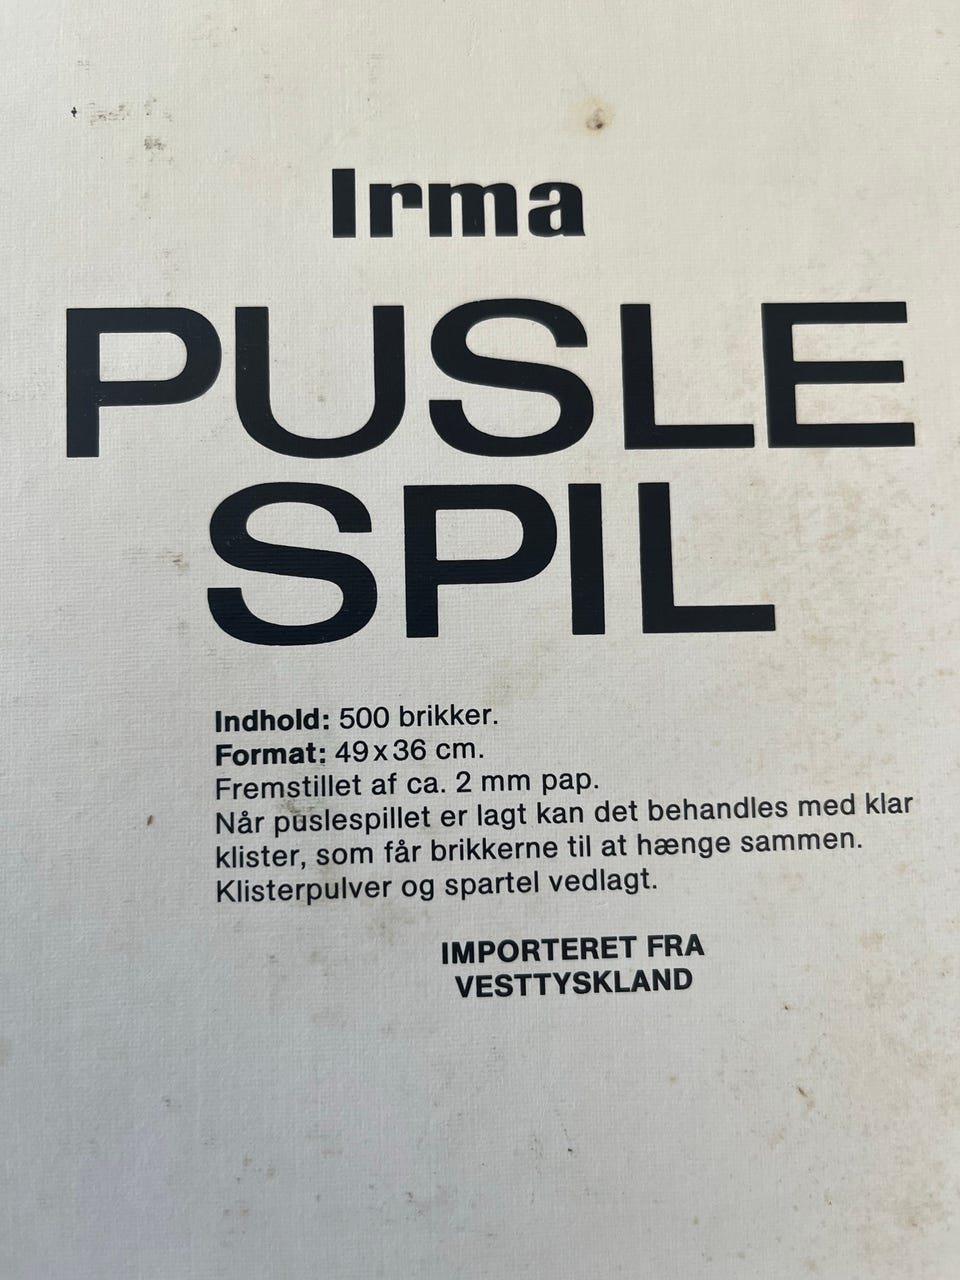 Irma
PUSLE
SPIL
Indhold: 500 brikker.
Format: 49 x 36 cm.
Fremstillet af ca. 2 mm pap.
Når puslespillet er lagt kan det behandles med klar
klister, som får brikkerne til at hænge sammen.
Klisterpulver og spartel vedlagt.
IMPORTERET FRA
VESTTYSKLAND